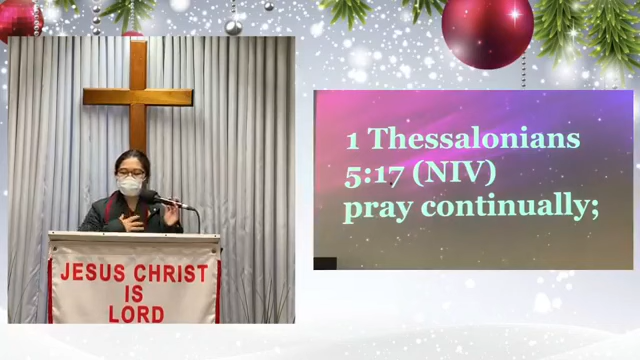 JESUS CHRIST
IS
LORD
1 Thessalonians
5:17 (NIV)
pray continually;